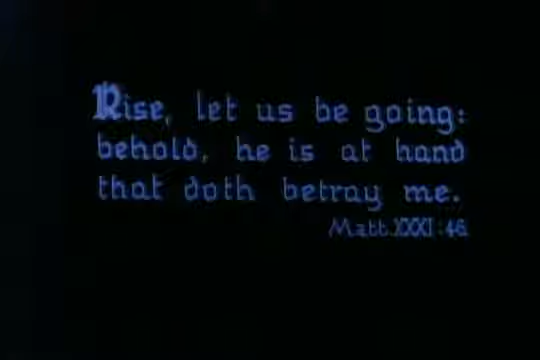 Rise, let us be going:
behold, he is at hand
that doth betray me.
Matt. XXXI:46